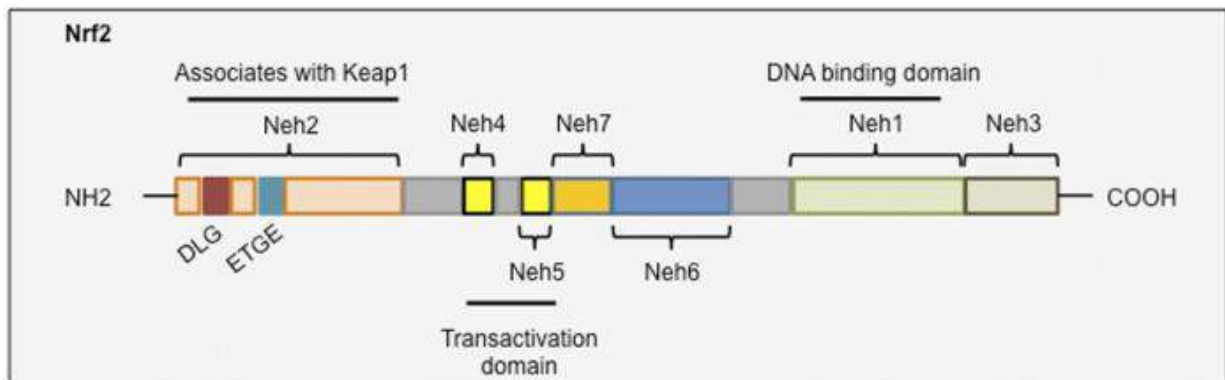 Nrf2
Associates with Keap1
DNA binding domain
Neh2
Neh4
Neh7
Neh1
Neh3
NH2
COOH
DLG
ETGE
Neh5
Neh6
Transactivation
domain